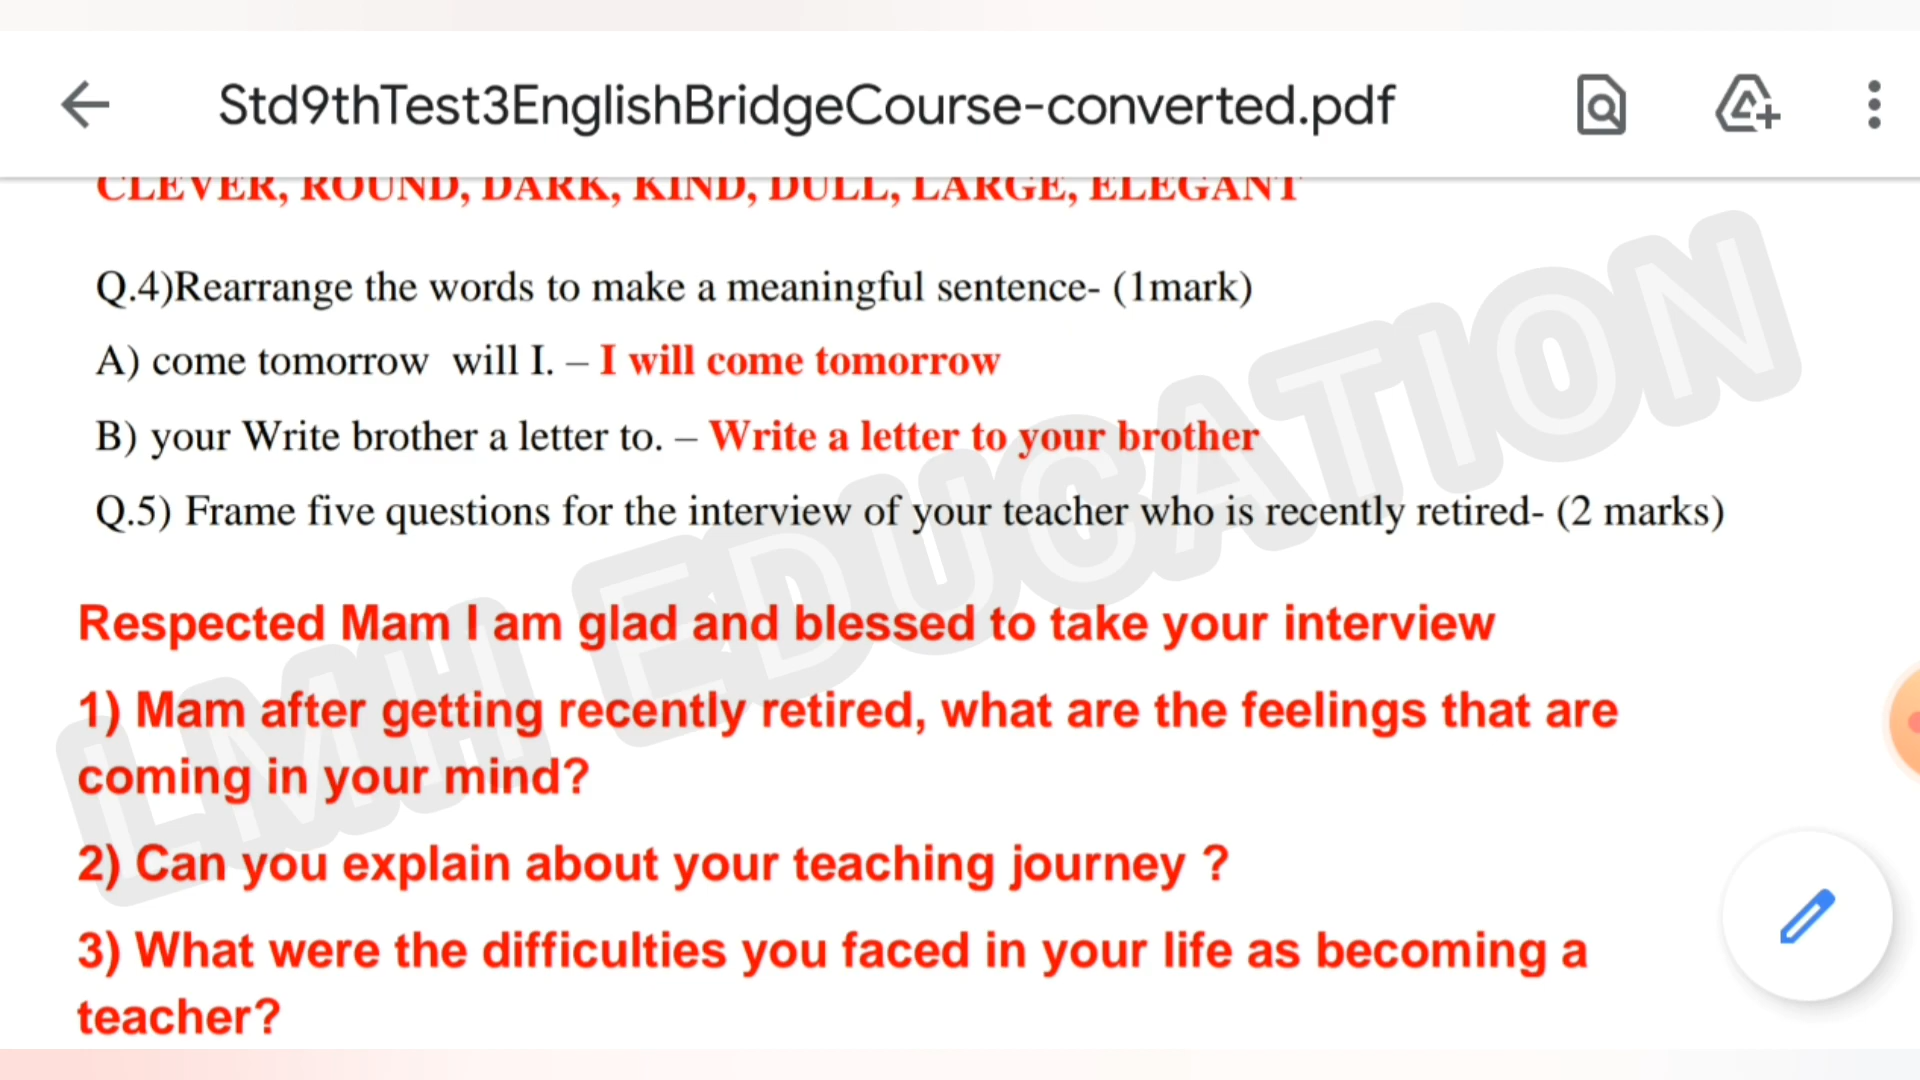 Std9thTest3EnglishBridgeCourse-converted.pdf
CLEVER, ROUND, DARK, KIND, DULL, LARGE, ELEGANT
Q.4)Rearrange the words to make a meaningful sentence- (1mark)
A) come tomorrow  will I. – I will come tomorrow
B) your Write brother a letter to. – Write a letter to your brother
Q.5) Frame five questions for the interview of your teacher who is recently retired- (2 marks)
Respected Mam I am glad and blessed to take your interview
1) Mam after getting recently retired, what are the feelings that are
coming in your mind?
2) Can you explain about your teaching journey ?
3) What were the difficulties you faced in your life as becoming a
teacher?
LMH EDUCATION